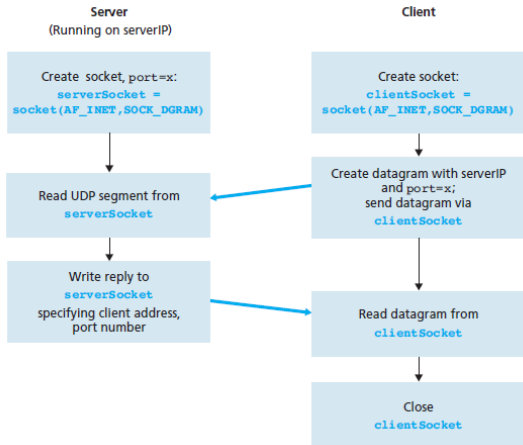 Server
(Running on serverIP)
Create socket, port=x:
serverSocket =
socket(AF_INET,SOCK_DGRAM)
Read UDP segment from
serverSocket
Write reply to
serverSocket
specifying client address,
port number
Client
Create socket:
clientSocket =
socket(AF_INET,SOCK_DGRAM)
Create datagram with serverIP
and port=x;
send datagram via
clientSocket
Read datagram from
clientSocket
Close
clientSocket